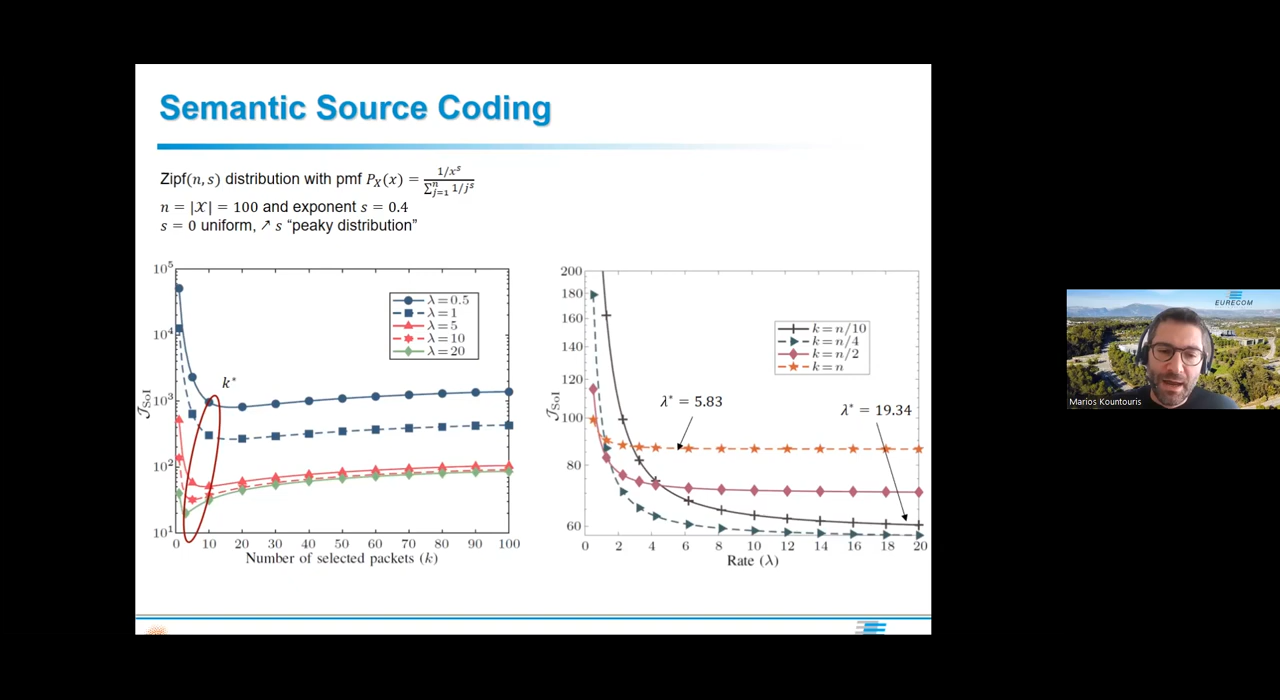 Semantic Source Coding
Zipf(n, s) distribution with pmf P_X(x) = (1/x^s) / (Σ_{j=1}^{n} 1/j^s)
n = |𝒳| = 100 and exponent s = 0.4
s = 0 uniform, ↗ s “peaky distribution”
10^5
10^4
10^3
10^2
10^1
𝒥_SoI
λ = 0.5
λ = 1
λ = 5
λ = 10
λ = 20
k*
0 10 20 30 40 50 60 70 80 90 100
Number of selected packets (k)
200
180
160
140
120
100
80
60
𝒥_SoI
k = n/10
k = n/4
k = n/2
k = n
λ* = 5.83
λ* = 19.34
0 2 4 6 8 10 12 14 16 18 20
Rate (λ)
EURECOM
Marios Kountouris